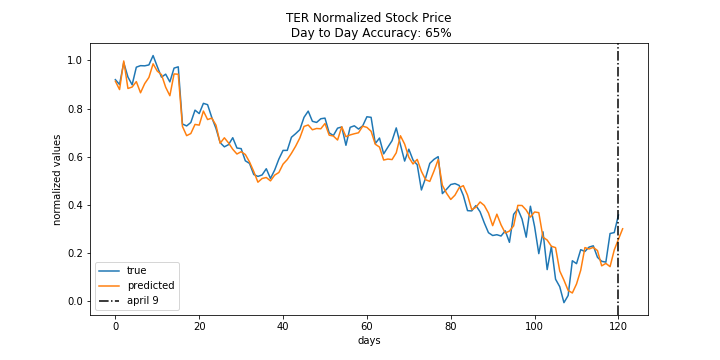 TER Normalized Stock Price
Day to Day Accuracy: 65%
normalized values
1.0
0.8
0.6
0.4
0.2
0.0
true
predicted
april 9
0
20
40
60
80
100
120
days